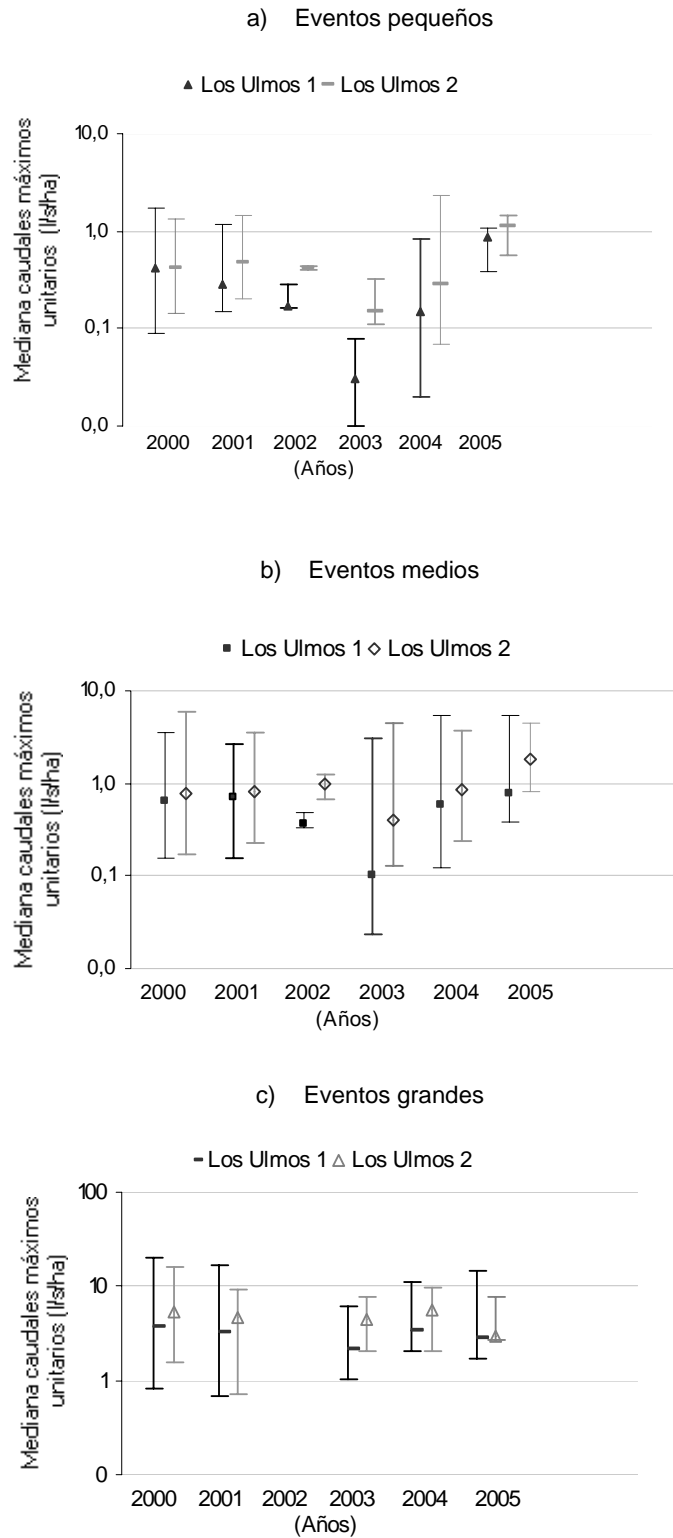 a) Eventos pequeños
Los Ulmos 1 Los Ulmos 2
Mediana caudales máximos
unitarios (l/s/ha)
10,0
1,0
0,1
0,0
2000 2001 2002 2003 2004 2005
(Años)
b) Eventos medios
Los Ulmos 1 Los Ulmos 2
Mediana caudales máximos
unitarios (l/s/ha)
10,0
1,0
0,1
0,0
2000 2001 2002 2003 2004 2005
(Años)
c) Eventos grandes
Los Ulmos 1 Los Ulmos 2
Mediana caudales máximos
unitarios (l/s/ha)
100
10
1
0
2000 2001 2002 2003 2004 2005
(Años)